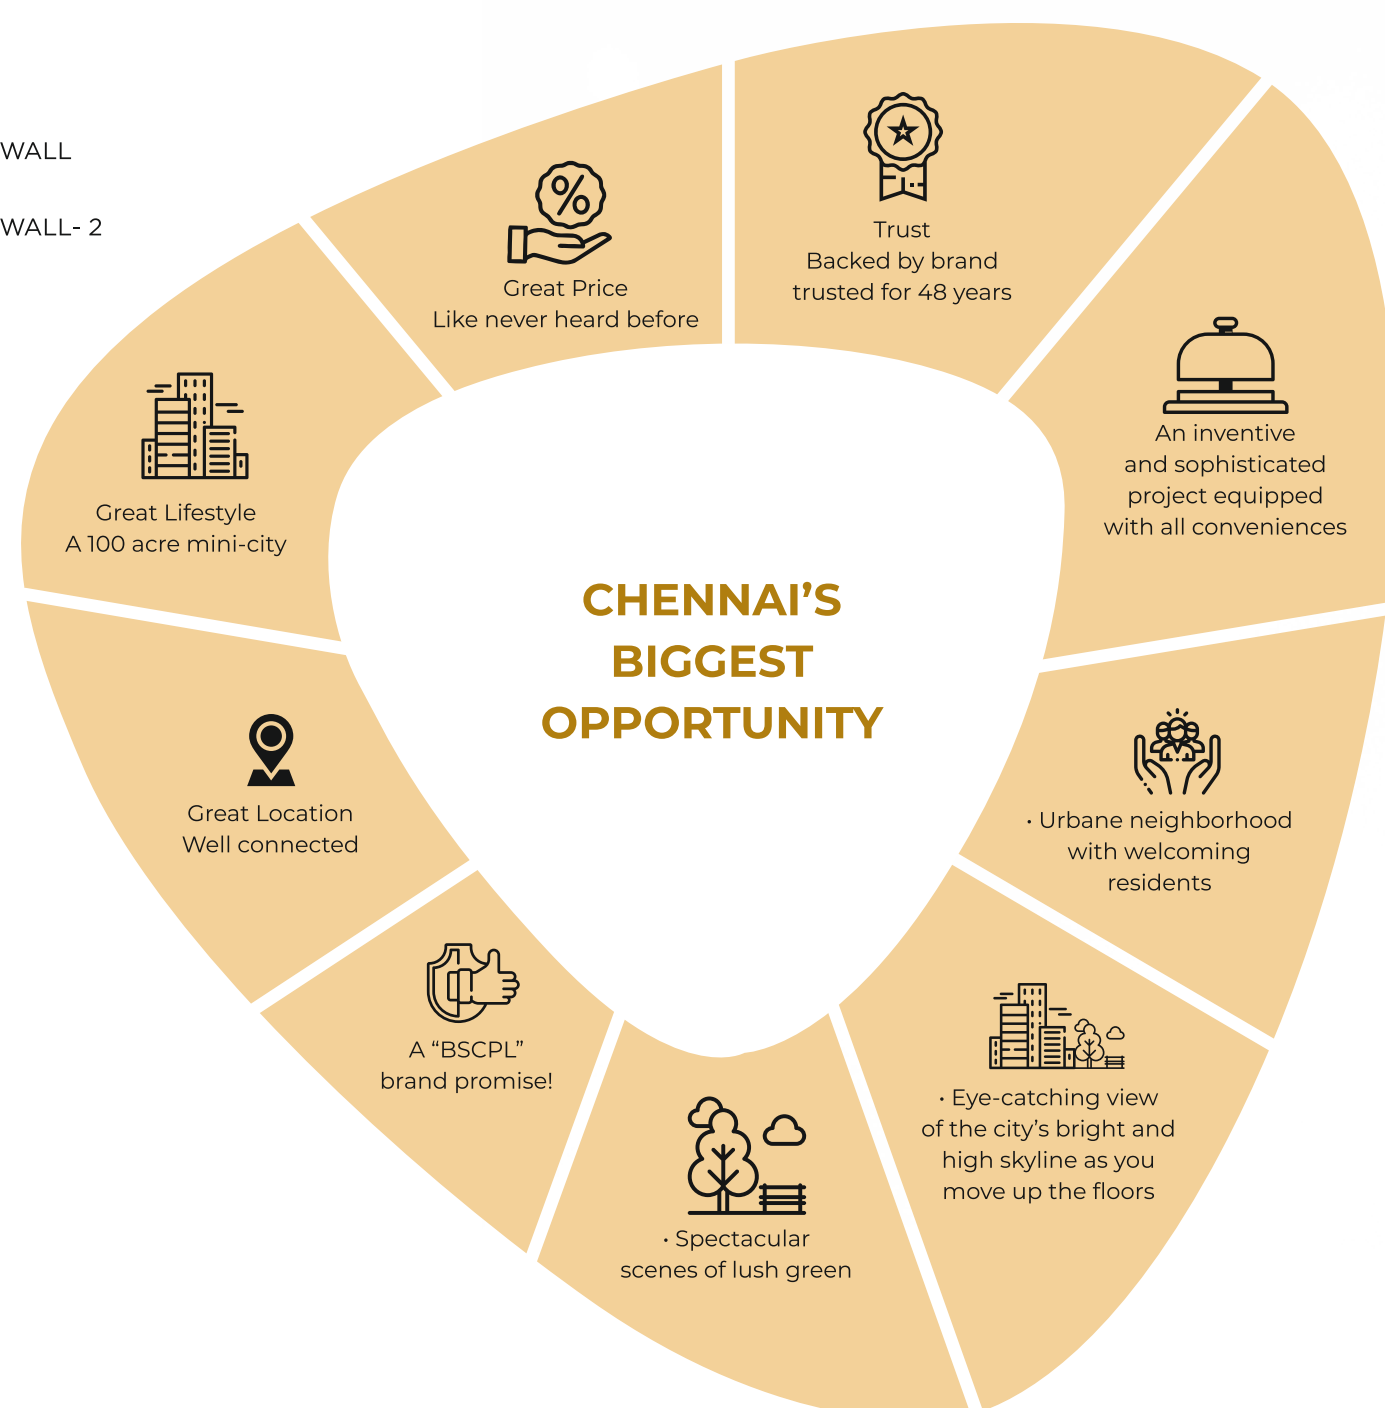 WALL
WALL- 2
Great Price
Like never heard before
Trust
Backed by brand
trusted for 48 years
An inventive
and sophisticated
project equipped
with all conveniences
Great Lifestyle
A 100 acre mini-city
CHENNAI’S
BIGGEST
OPPORTUNITY
Great Location
Well connected
• Urbane neighborhood
with welcoming
residents
A “BSCPL”
brand promise!
• Eye-catching view
of the city’s bright and
high skyline as you
move up the floors
• Spectacular
scenes of lush green